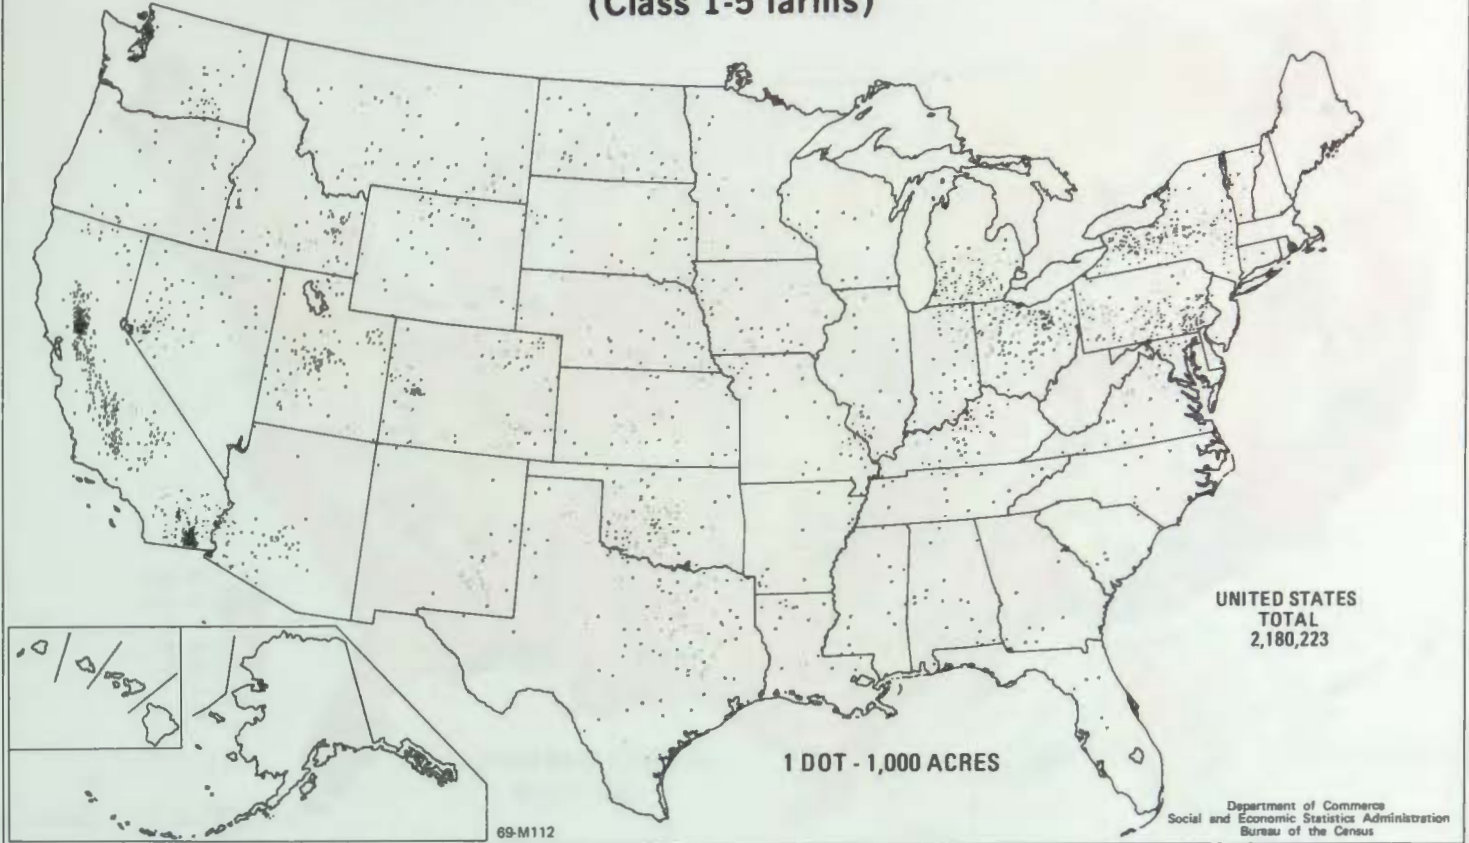 (Class 1-5 farms)
UNITED STATES
TOTAL
2,180,223
1 DOT - 1,000 ACRES
69-M112
Department of Commerce
Social and Economic Statistics Administration
Bureau of the Census